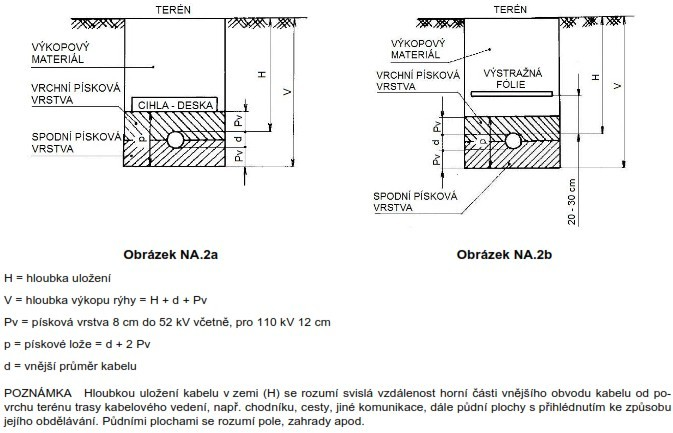 TERÉN
VÝKOPOVÝ
MATERIÁL
VRCHNÍ PÍSKOVÁ
VRSTVA
CIHLA - DESKA
SPODNÍ PÍSKOVÁ
VRSTVA
p
Pv
d
Pv
H
V
TERÉN
VÝKOPOVÝ
MATERIÁL
VRCHNÍ PÍSKOVÁ
VRSTVA
VÝSTRAŽNÁ
FÓLIE
SPODNÍ PÍSKOVÁ
VRSTVA
p
Pv
d
Pv
H
V
20 - 30 cm
Obrázek NA.2a
Obrázek NA.2b
H = hloubka uložení
V = hloubka výkopu rýhy = H + d + Pv
Pv = písková vrstva 8 cm do 52 kV včetně, pro 110 kV 12 cm
p = pískové lože = d + 2 Pv
d = vnější průměr kabelu
POZNÁMKA Hloubkou uložení kabelu v zemi (H) se rozumí svislá vzdálenost horní části vnějšího obvodu kabelu od po-
vrchu terénu trasy kabelového vedení, např. chodníku, cesty, jiné komunikace, dále půdní plochy s přihlédnutím ke způsobu
jejího obdělávání. Půdními plochami se rozumí pole, zahrady apod.